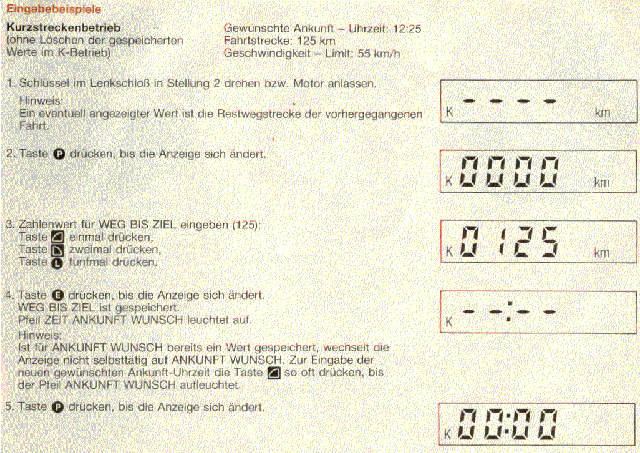 Eingabebeispiele
Kurzstreckenbetrieb
(ohne Löschen der gespeicherten
Werte im K-Betrieb)
Gewünschte Ankunft – Uhrzeit: 12:25
Fahrtstrecke: 125 km
Geschwindigkeit – Limit: 55 km/h
1. Schlüssel im Lenkschloß in Stellung 2 drehen bzw. Motor anlassen.
Hinweis:
Ein eventuell angezeigter Wert ist die Restwegstrecke der vorhergegangenen
Fahrt.
K - - - - km
2. Taste P drücken, bis die Anzeige sich ändert.
K 0000 km
3. Zahlenwert für WEG BIS ZIEL eingeben (125):
Taste einmal drücken,
Taste zweimal drücken,
Taste L fünfmal drücken.
K 0125 km
4. Taste E drücken, bis die Anzeige sich ändert.
WEG BIS ZIEL ist gespeichert.
Pfeil ZEIT ANKUNFT WUNSCH leuchtet auf.
Hinweis:
Ist für ANKUNFT WUNSCH bereits ein Wert gespeichert, wechselt die
Anzeige nicht selbsttätig auf ANKUNFT WUNSCH. Zur Eingabe der
neuen gewünschten Ankunft-Uhrzeit die Taste so oft drücken, bis
der Pfeil ANKUNFT WUNSCH aufleuchtet.
K - - : - -
5. Taste P drücken, bis die Anzeige sich ändert.
K 00:00